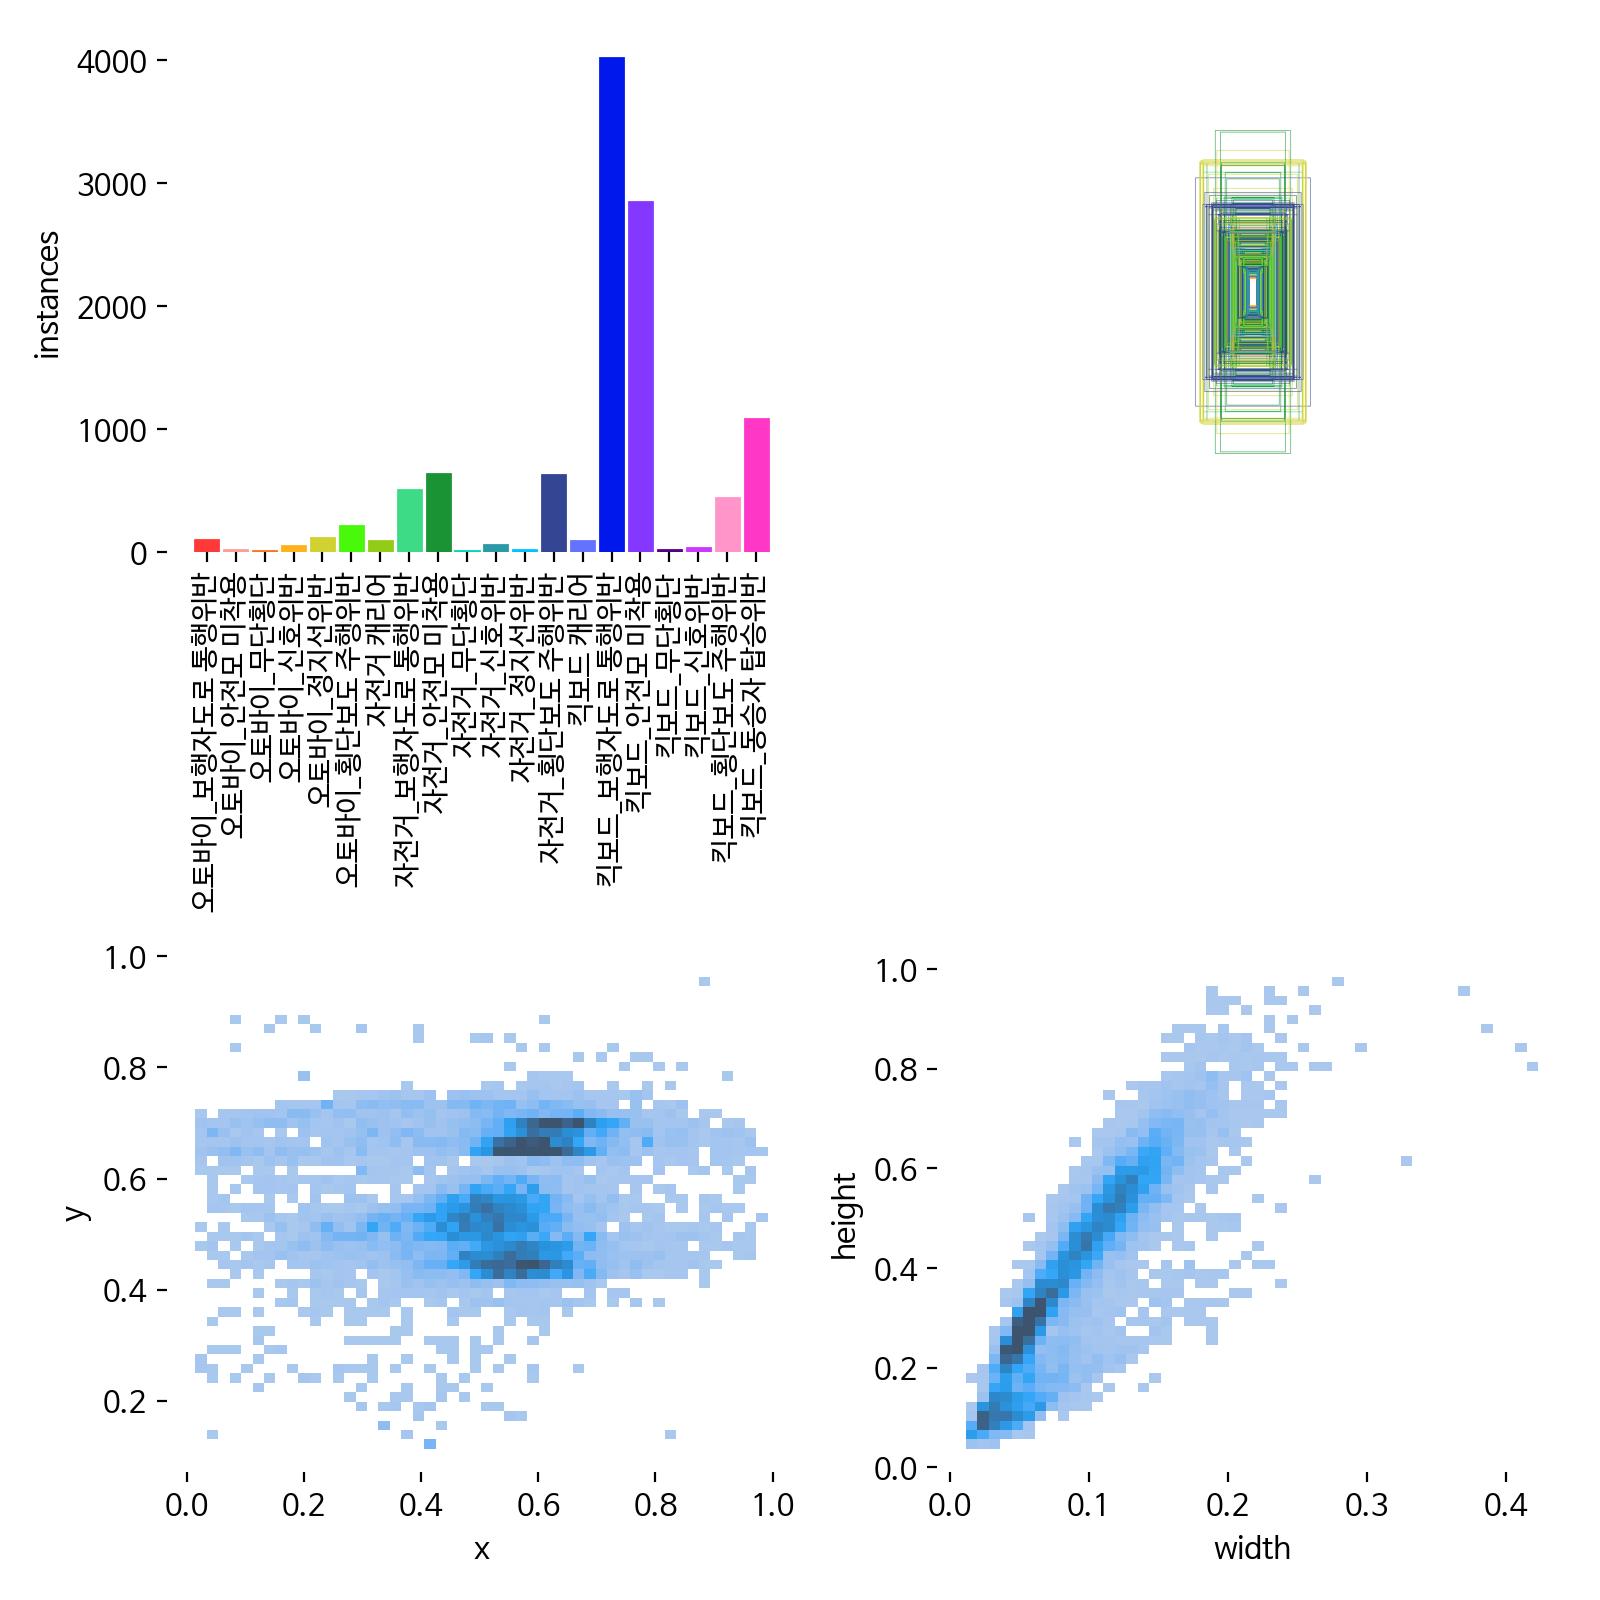 4000
3000
2000
1000
0
instances
오토바이_보행자도로 통행위반
오토바이_안전모 미착용
오토바이_무단횡단
오토바이_신호위반
오토바이_정지선위반
오토바이_횡단보도 주행위반
자전거 캐리어
자전거_보행자도로 통행위반
자전거_안전모 미착용
자전거_무단횡단
자전거_신호위반
자전거_정지선위반
자전거_횡단보도 주행위반
킥보드 캐리어
킥보드_보행자도로 통행위반
킥보드_안전모 미착용
킥보드_무단횡단
킥보드_신호위반
킥보드_횡단보도 주행위반
킥보드_동승자 탑승위반
1.0
0.8
0.6
0.4
0.2
y
0.0 0.2 0.4 0.6 0.8 1.0
x
1.0
0.8
0.6
0.4
0.2
0.0
height
0.0 0.1 0.2 0.3 0.4
width